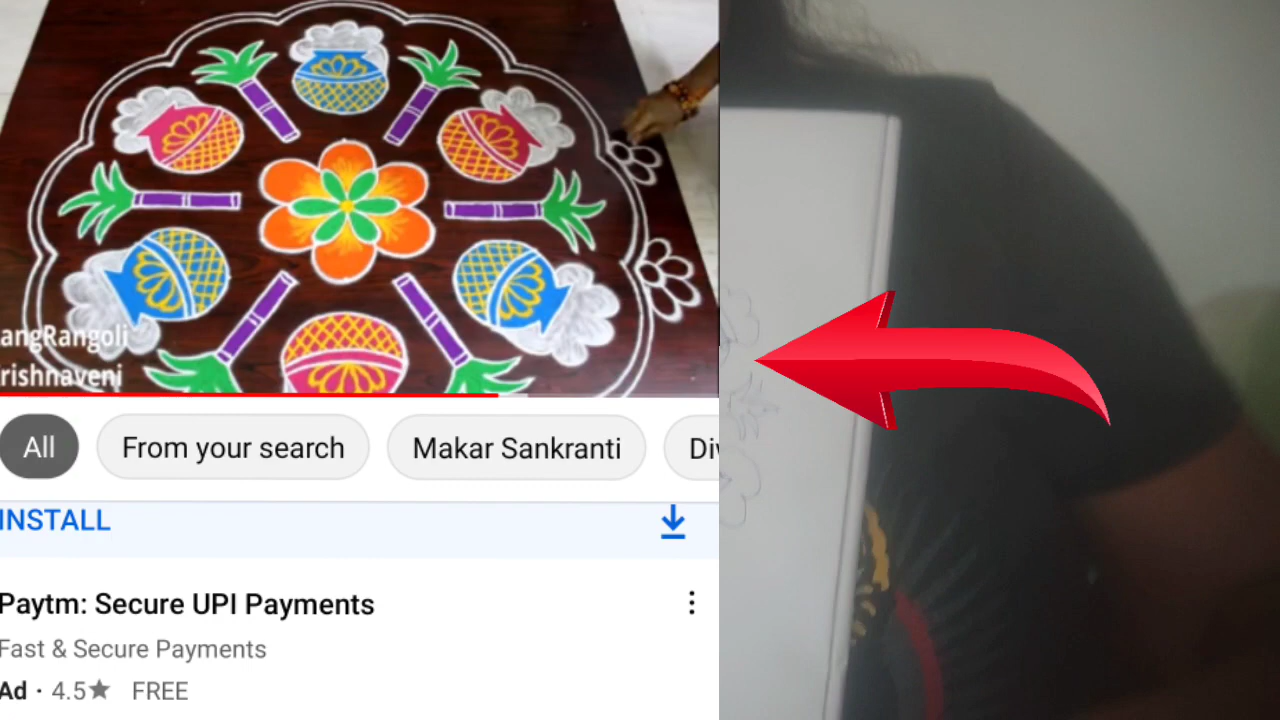 angRangoli
rishnaveni
All
From your search
Makar Sankranti
Di
INSTALL
Paytm: Secure UPI Payments
Fast & Secure Payments
Ad · 4.5★ FREE